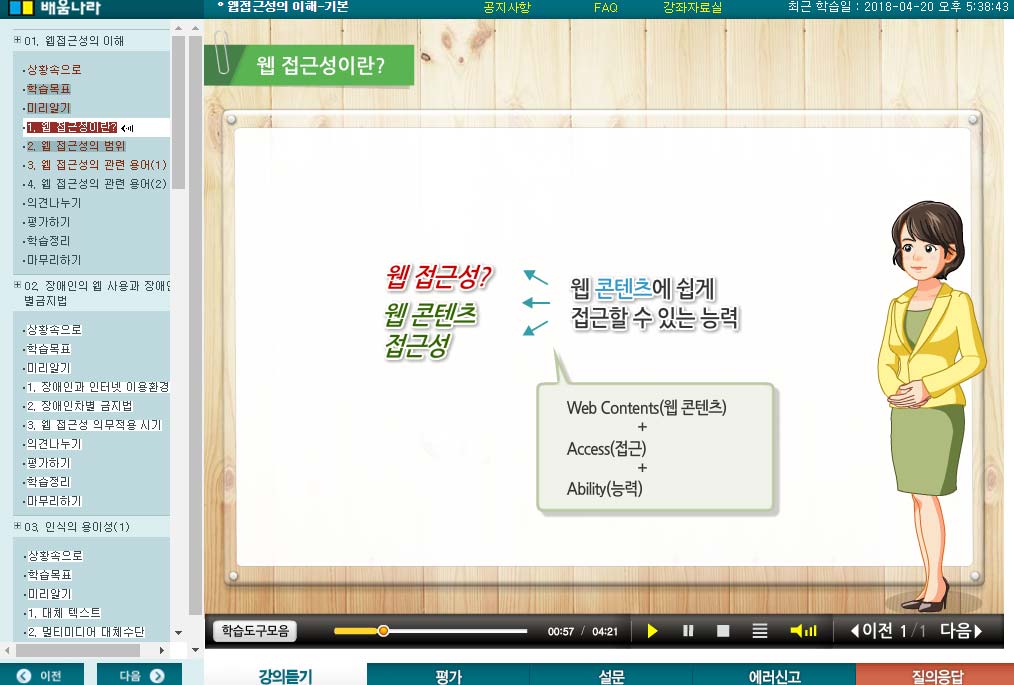 배움나라
웹접근성의 이해-기본
공지사항
FAQ
강좌자료실
최근 학습일 : 2018-04-20 오후 5:38:43
01. 웹접근성의 이해
상황속으로
학습목표
미리알기
1. 웹 접근성이란?
2. 웹 접근성의 범위
3. 웹 접근성의 관련 용어(1)
4. 웹 접근성의 관련 용어(2)
의견나누기
평가하기
학습정리
마무리하기
02. 장애인의 웹 사용과 장애인
별금지법
상황속으로
학습목표
미리알기
1. 장애인과 인터넷 이용환경
2. 장애인차별 금지법
3. 웹 접근성 의무적용 시기
의견나누기
평가하기
학습정리
마무리하기
03. 인식의 용이성(1)
상황속으로
학습목표
미리알기
1. 대체 텍스트
2. 멀티미디어 대체수단
이전
다음
웹 접근성이란?
웹 접근성?
웹 콘텐츠
접근성
웹 콘텐츠에 쉽게
접근할 수 있는 능력
Web Contents(웹 콘텐츠)
+
Access(접근)
+
Ability(능력)
학습도구모음
00:57 / 04:21
이전 1/1 다음
강의듣기
평가
설문
에러신고
질의응답